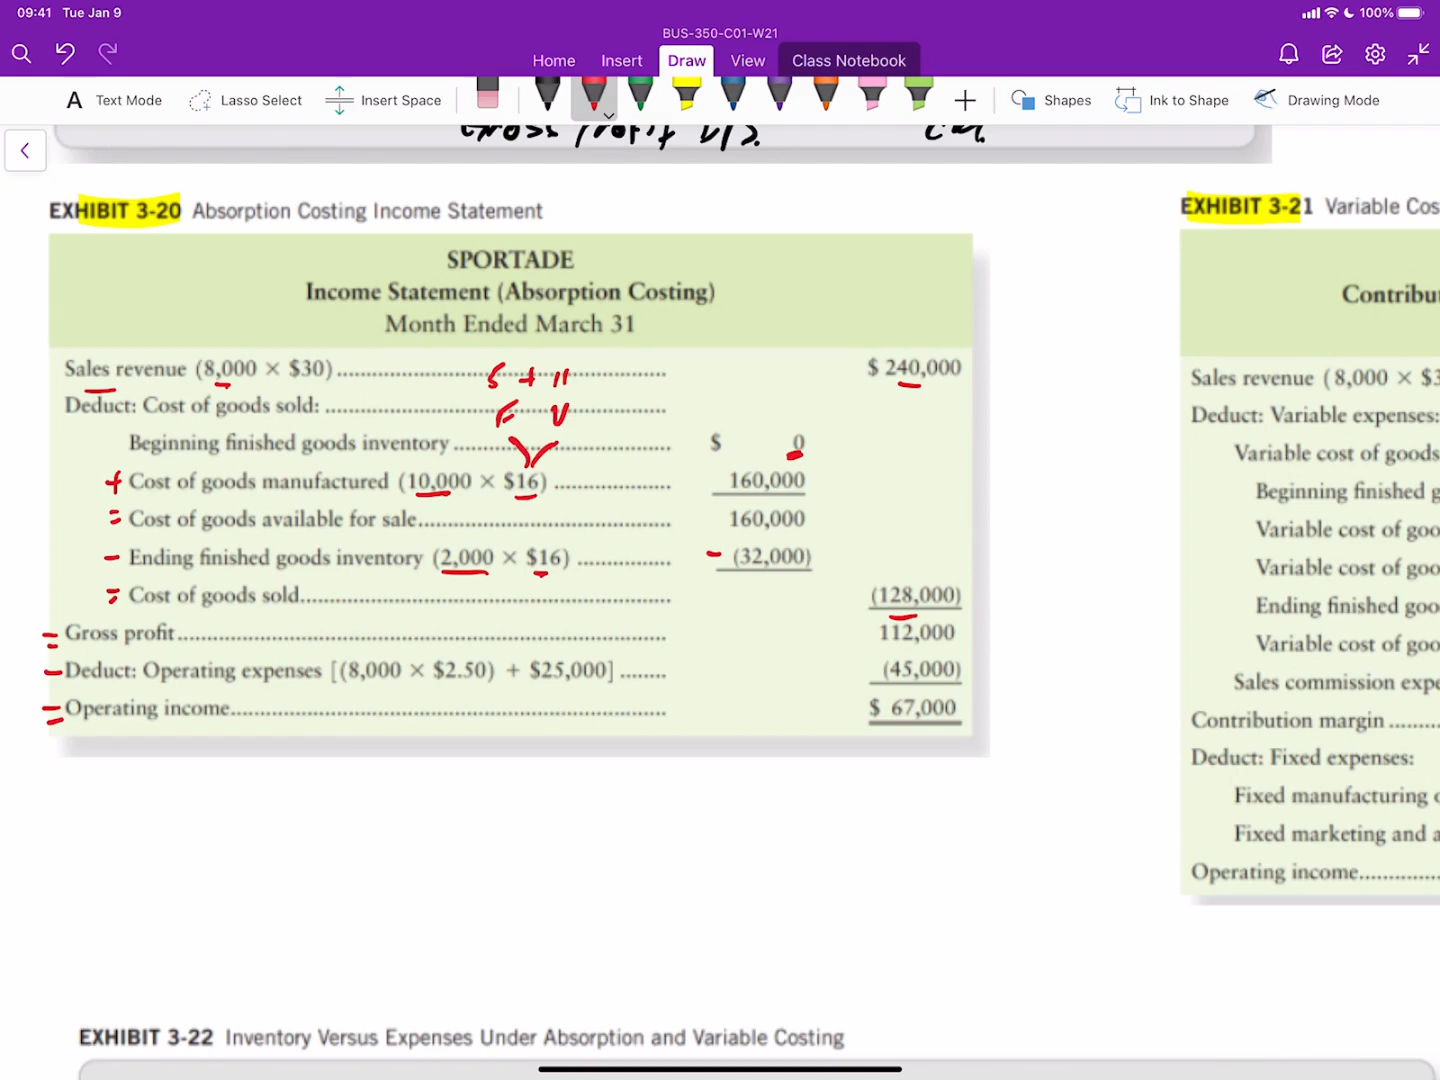 09:41 Tue Jan 9
100%
BUS-350-C01-W21
Home Insert Draw View Class Notebook
A Text Mode Lasso Select Insert Space Shapes Ink to Shape Drawing Mode
Gross Profit
EXHIBIT 3-20 Absorption Costing Income Statement
SPORTADE
Income Statement (Absorption Costing)
Month Ended March 31
Sales revenue (8,000 × $30) $ 240,000
5 + 11
Deduct: Cost of goods sold:
F V
Beginning finished goods inventory $ 0
+ Cost of goods manufactured (10,000 × $16) 160,000
= Cost of goods available for sale 160,000
- Ending finished goods inventory (2,000 × $16) - (32,000)
= Cost of goods sold (128,000)
= Gross profit 112,000
- Deduct: Operating expenses [(8,000 × $2.50) + $25,000] (45,000)
= Operating income $ 67,000
EXHIBIT 3-21 Variable Cos
Contribu
Sales revenue (8,000 × $3
Deduct: Variable expenses:
Variable cost of goods
Beginning finished g
Variable cost of goo
Variable cost of goo
Ending finished goo
Variable cost of goo
Sales commission expe
Contribution margin
Deduct: Fixed expenses:
Fixed manufacturing o
Fixed marketing and a
Operating income
EXHIBIT 3-22 Inventory Versus Expenses Under Absorption and Variable Costing